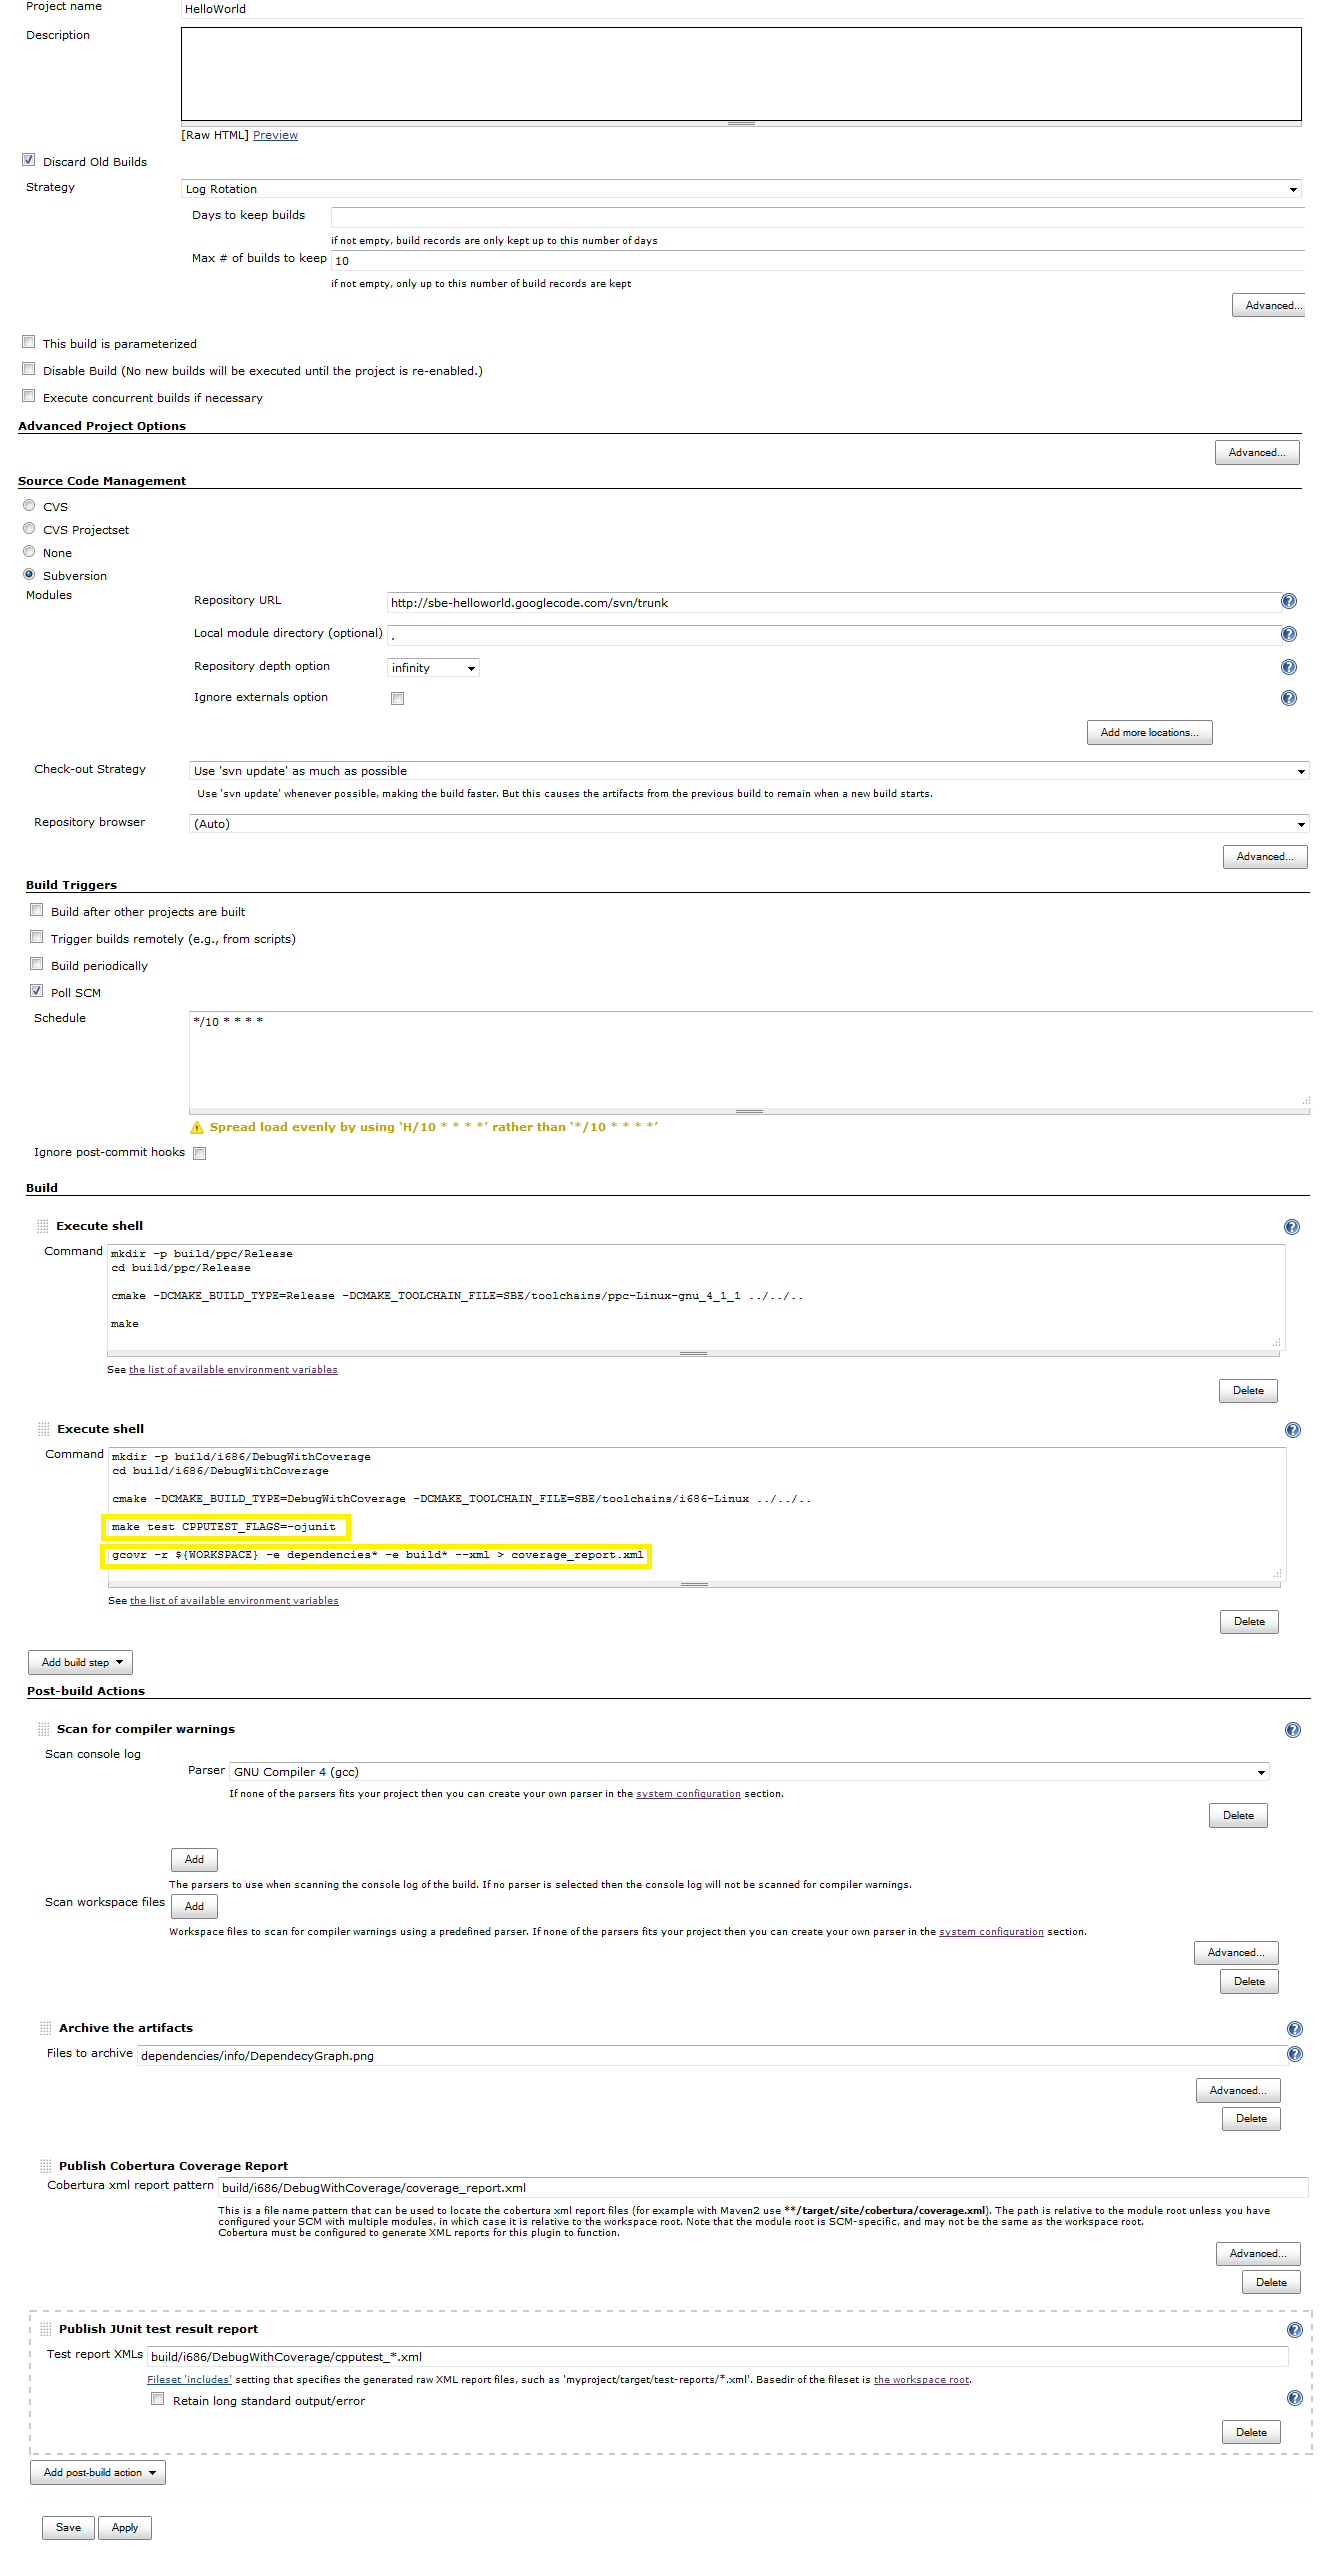 Project name
HelloWorld
Description
[Raw HTML] Preview
Discard Old Builds
Strategy
Log Rotation
Days to keep builds
if not empty, build records are only kept up to this number of days
Max # of builds to keep
10
if not empty, only up to this number of build records are kept
Advanced...
This build is parameterized
Disable Build (No new builds will be executed until the project is re-enabled.)
Execute concurrent builds if necessary
Advanced Project Options
Advanced...
Source Code Management
CVS
CVS Projectset
None
Subversion
Modules
Repository URL
http://sbe-helloworld.googlecode.com/svn/trunk
Local module directory (optional)
.
Repository depth option
infinity
Ignore externals option
Add more locations...
Check-out Strategy
Use 'svn update' as much as possible
Use 'svn update' whenever possible, making the build faster. But this causes the artifacts from the previous build to remain when a new build starts.
Repository browser
(Auto)
Advanced...
Build Triggers
Build after other projects are built
Trigger builds remotely (e.g., from scripts)
Build periodically
Poll SCM
Schedule
*/10 * * * *
Spread load evenly by using ‘H/10 * * * *’ rather than ‘*/10 * * * *’
Ignore post-commit hooks
Build
Execute shell
Command
mkdir -p build/ppc/Release
cd build/ppc/Release
cmake -DCMAKE_BUILD_TYPE=Release -DCMAKE_TOOLCHAIN_FILE=SBE/toolchains/ppc-Linux-gnu_4_1_1 ../../..
make
See the list of available environment variables
Delete
Execute shell
Command
mkdir -p build/i686/DebugWithCoverage
cd build/i686/DebugWithCoverage
cmake -DCMAKE_BUILD_TYPE=DebugWithCoverage -DCMAKE_TOOLCHAIN_FILE=SBE/toolchains/i686-Linux ../../..
make test CPPUTEST_FLAGS=-ojunit
gcovr -r ${WORKSPACE} -e dependencies* -e build* --xml > coverage_report.xml
See the list of available environment variables
Delete
Add build step
Post-build Actions
Scan for compiler warnings
Scan console log
Parser
GNU Compiler 4 (gcc)
If none of the parsers fits your project then you can create your own parser in the system configuration section.
Delete
Add
The parsers to use when scanning the console log of the build. If no parser is selected then the console log will not be scanned for compiler warnings.
Scan workspace files
Add
Workspace files to scan for compiler warnings using a predefined parser. If none of the parsers fits your project then you can create your own parser in the system configuration section.
Advanced...
Delete
Archive the artifacts
Files to archive
dependencies/info/DependecyGraph.png
Advanced...
Delete
Publish Cobertura Coverage Report
Cobertura xml report pattern
build/i686/DebugWithCoverage/coverage_report.xml
This is a file name pattern that can be used to locate the cobertura xml report files (for example with Maven2 use **/target/site/cobertura/coverage.xml). The path is relative to the module root unless you have
configured your SCM with multiple modules, in which case it is relative to the workspace root. Note that the module root is SCM-specific, and may not be the same as the workspace root.
Cobertura must be configured to generate XML reports for this plugin to function.
Advanced...
Delete
Publish JUnit test result report
Test report XMLs
build/i686/DebugWithCoverage/cpputest_*.xml
Fileset 'includes' setting that specifies the generated raw XML report files, such as 'myproject/target/test-reports/*.xml'. Basedir of the fileset is the workspace root.
Retain long standard output/error
Delete
Add post-build action
Save
Apply